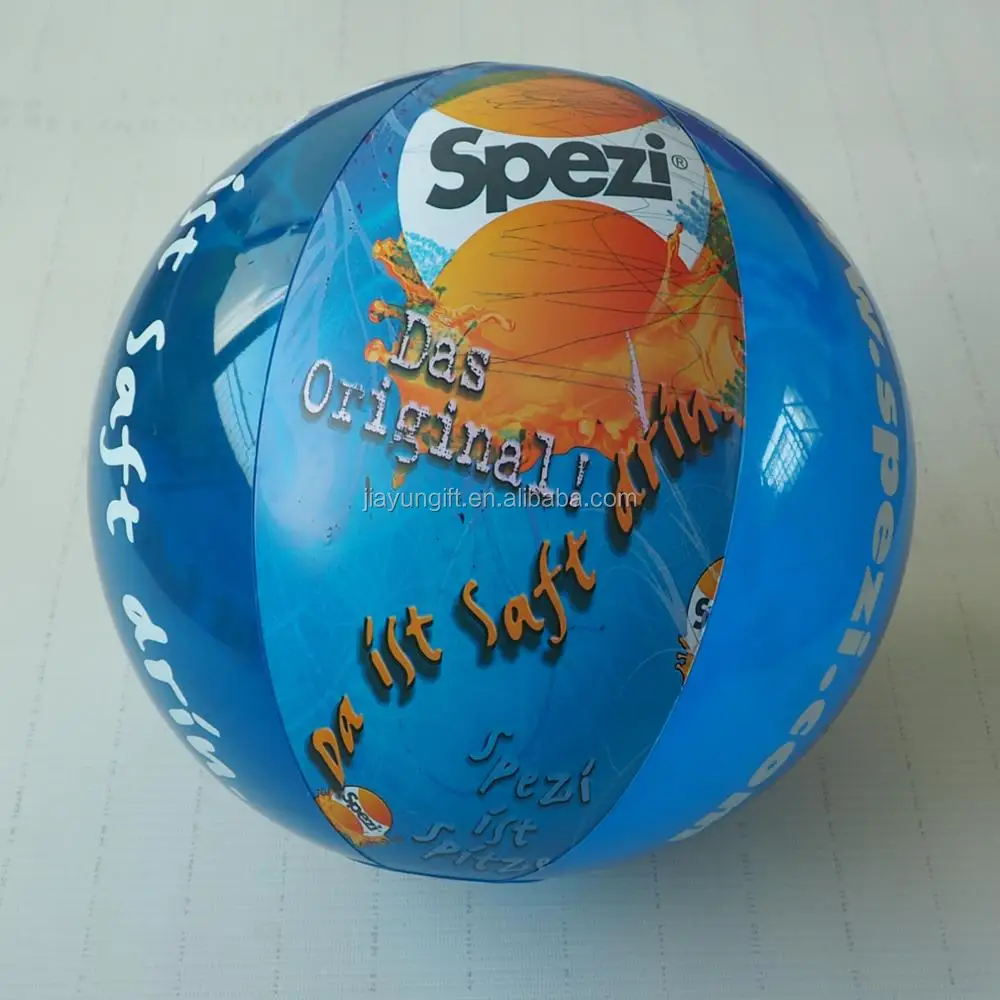 Spezi®
Das
Original!
Da ist Saft drin
Spezi
ist
Spitze
Spezi
ist Saft drin
w.spezi.com
jiayungift.en.alibaba.com